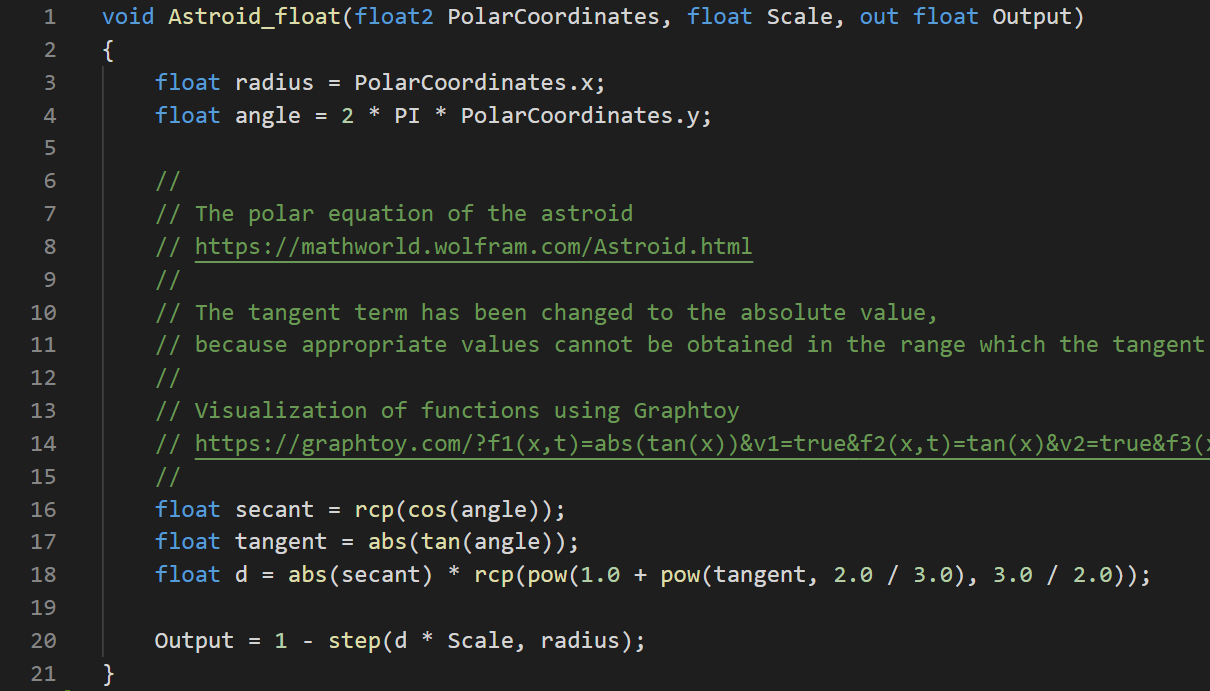 1 void Astroid_float(float2 PolarCoordinates, float Scale, out float Output)
2 {
3     float radius = PolarCoordinates.x;
4     float angle = 2 * PI * PolarCoordinates.y;
5
6     //
7     // The polar equation of the astroid
8     // https://mathworld.wolfram.com/Astroid.html
9     //
10     // The tangent term has been changed to the absolute value,
11     // because appropriate values cannot be obtained in the range which the tangent
12     //
13     // Visualization of functions using Graphtoy
14     // https://graphtoy.com/?f1(x,t)=abs(tan(x))&v1=true&f2(x,t)=tan(x)&v2=true&f3(
15     //
16     float secant = rcp(cos(angle));
17     float tangent = abs(tan(angle));
18     float d = abs(secant) * rcp(pow(1.0 + pow(tangent, 2.0 / 3.0), 3.0 / 2.0));
19
20     Output = 1 - step(d * Scale, radius);
21 }